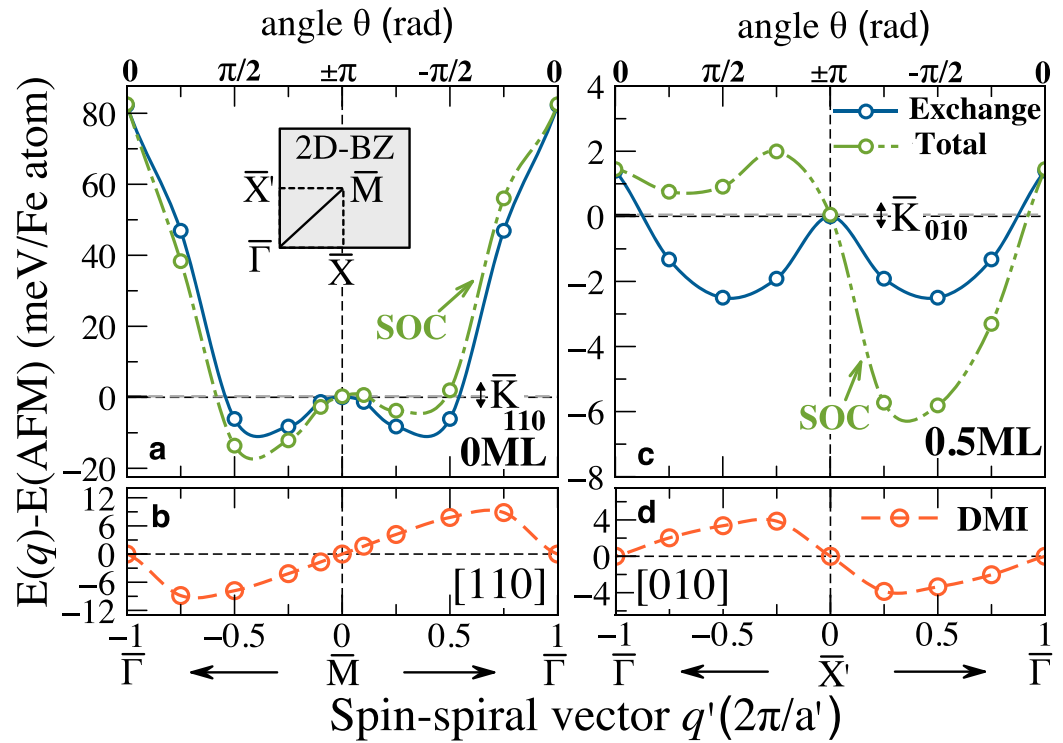 angle θ (rad)
angle θ (rad)
0 π/2 ±π -π/2 0
0 π/2 ±π -π/2 0
E(q)-E(AFM) (meV/Fe atom)
80
60
40
20
0
−20
2D-BZ
X̅' M̅
Γ̅ X̅
SOC
K̅110
a
0ML
4
2
0
−2
−4
−6
−8
Exchange
Total
K̅010
SOC
c
0.5ML
12
6
0
−6
−12
b
[110]
4
0
−4
d
DMI
[010]
−1 −0.5 0 0.5 1
−1 −0.5 0 0.5 1
Γ̅ M̅ Γ̅
Γ̅ X̅' Γ̅
Spin-spiral vector q'(2π/a')